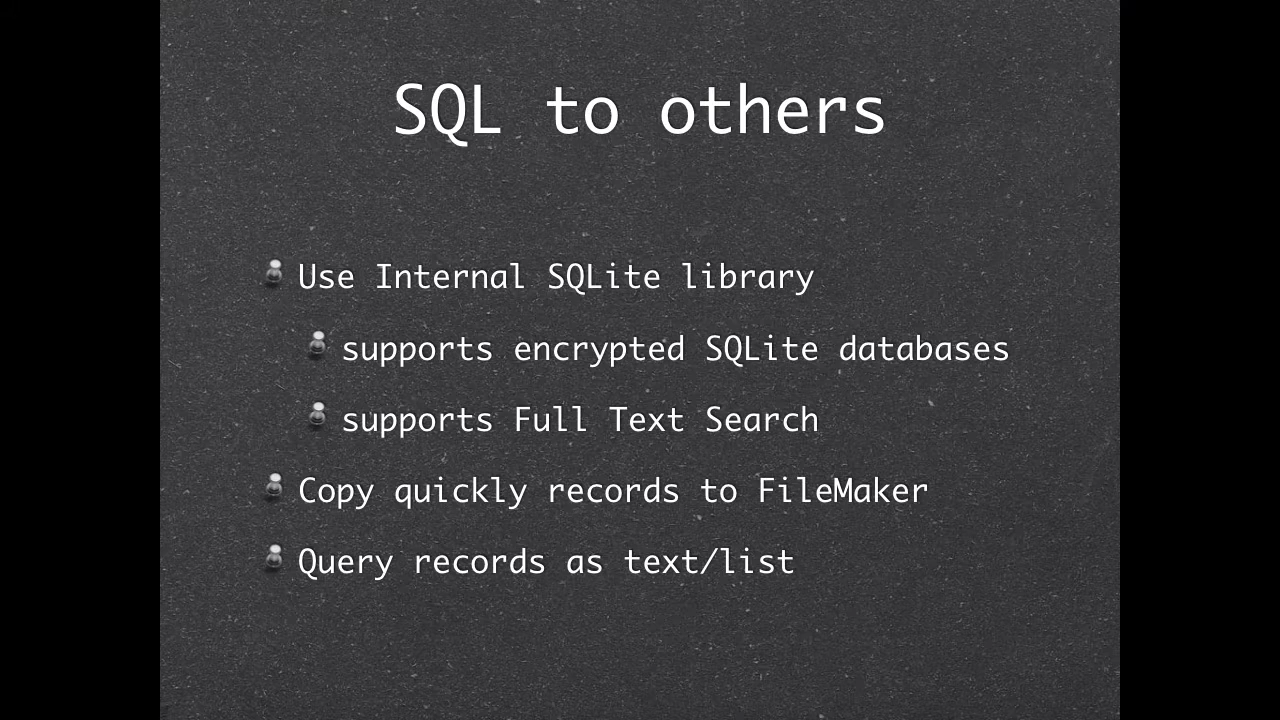 SQL to others
Use Internal SQLite library
supports encrypted SQLite databases
supports Full Text Search
Copy quickly records to FileMaker
Query records as text/list